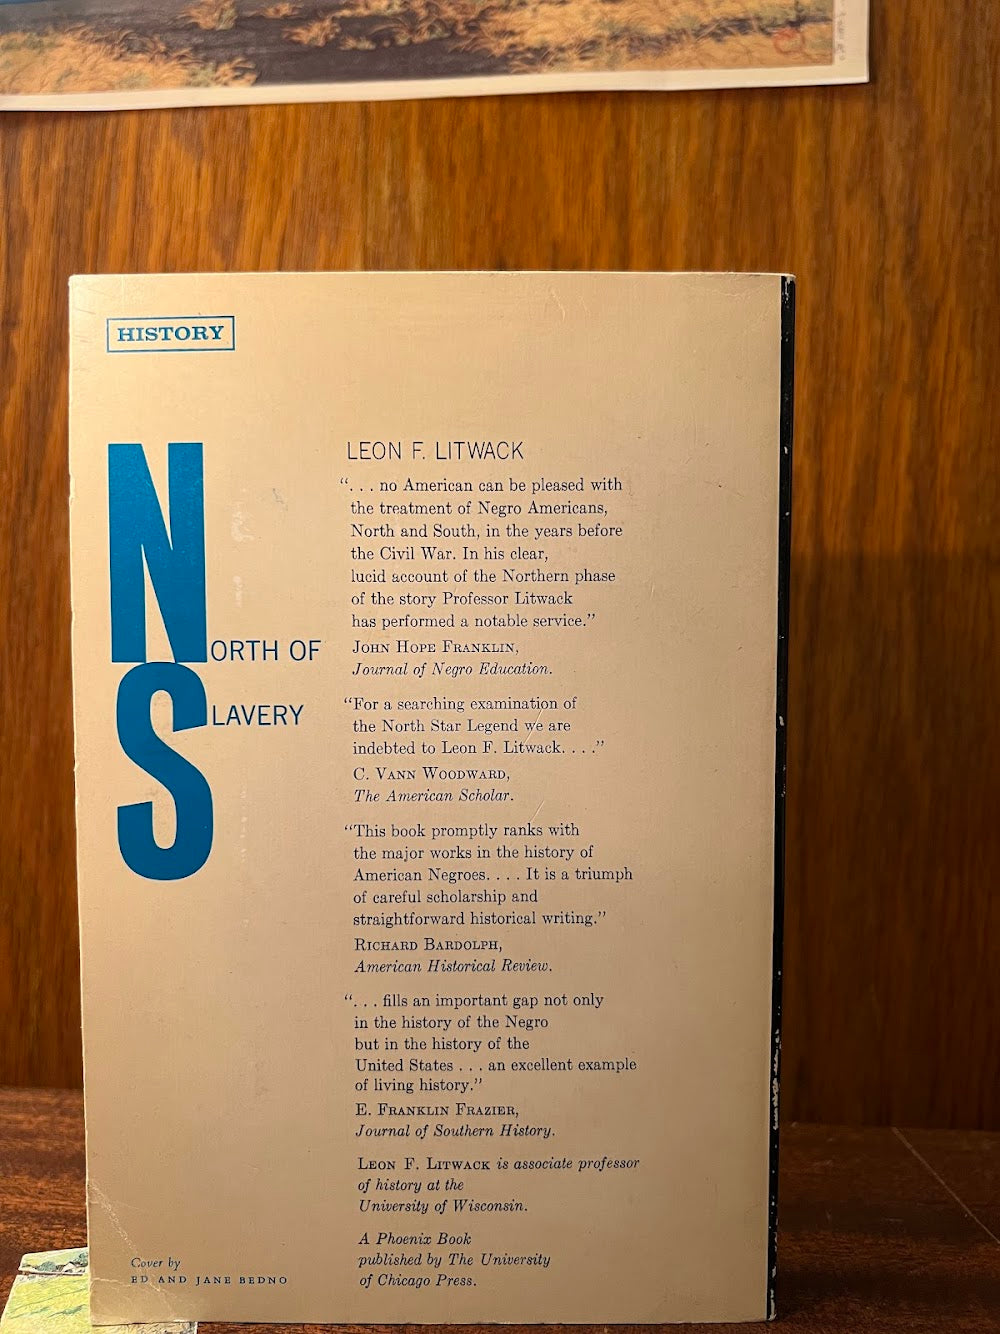 HISTORY
NORTH OF
SLAVERY
LEON F. LITWACK
“. . . no American can be pleased with
the treatment of Negro Americans,
North and South, in the years before
the Civil War. In his clear,
lucid account of the Northern phase
of the story Professor Litwack
has performed a notable service.”
JOHN HOPE FRANKLIN,
Journal of Negro Education.
“For a searching examination of
the North Star Legend we are
indebted to Leon F. Litwack. . . .”
C. VANN WOODWARD,
The American Scholar.
“This book promptly ranks with
the major works in the history of
American Negroes. . . . It is a triumph
of careful scholarship and
straightforward historical writing.”
RICHARD BARDOLPH,
American Historical Review.
“. . . fills an important gap not only
in the history of the Negro
but in the history of the
United States . . . an excellent example
of living history.”
E. FRANKLIN FRAZIER,
Journal of Southern History.
LEON F. LITWACK is associate professor
of history at the
University of Wisconsin.
A Phoenix Book
published by The University
of Chicago Press.
Cover by
ED AND JANE BEDNO